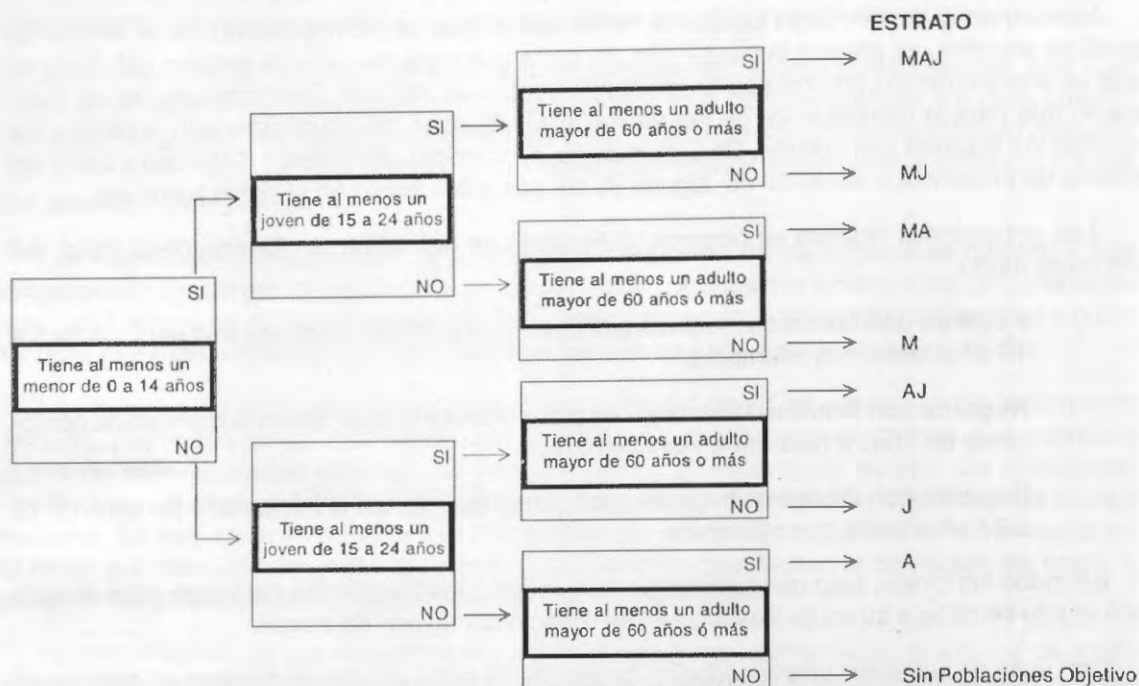 ESTRATO
SI
MAJ
Tiene al menos un adulto
mayor de 60 años o más
NO
MJ
SI
Tiene al menos un
joven de 15 a 24 años
NO
SI
MA
Tiene al menos un adulto
mayor de 60 años ó más
NO
M
SI
Tiene al menos un
menor de 0 a 14 años
NO
SI
AJ
Tiene al menos un adulto
mayor de 60 años o más
NO
J
SI
Tiene al menos un
joven de 15 a 24 años
NO
SI
A
Tiene al menos un adulto
mayor de 60 años ó más
NO
Sin Poblaciones Objetivo